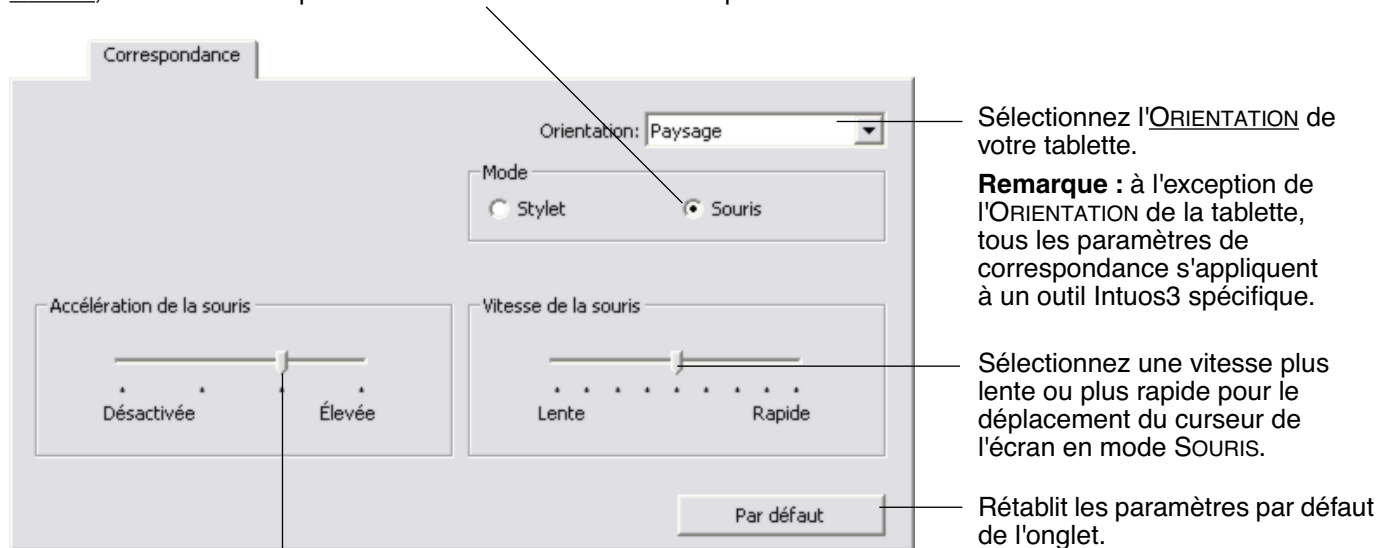 Correspondance
Orientation: Paysage
Mode
Stylet
Souris
Accélération de la souris
Désactivée
Élevée
Vitesse de la souris
Lente
Rapide
Par défaut
Sélectionnez l'ORIENTATION de
votre tablette.
Remarque : à l'exception de
l'ORIENTATION de la tablette,
tous les paramètres de
correspondance s'appliquent
à un outil Intuos3 spécifique.
Sélectionnez une vitesse plus
lente ou plus rapide pour le
déplacement du curseur de
l'écran en mode SOURIS.
Rétablit les paramètres par défaut
de l'onglet.